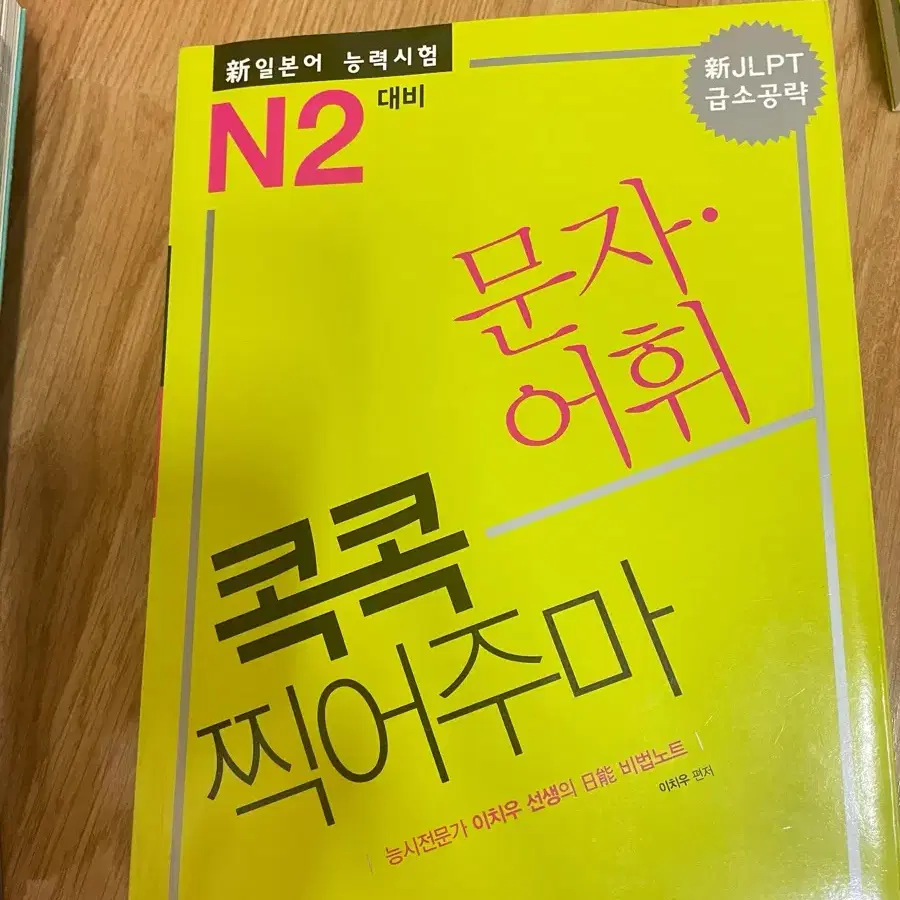 新일본어 능력시험
N2 대비
新JLPT
급소공략
문자·
어휘
콕콕
찍어주마
능시전문가 이치우 선생의 日能 비법노트
이치우 편저